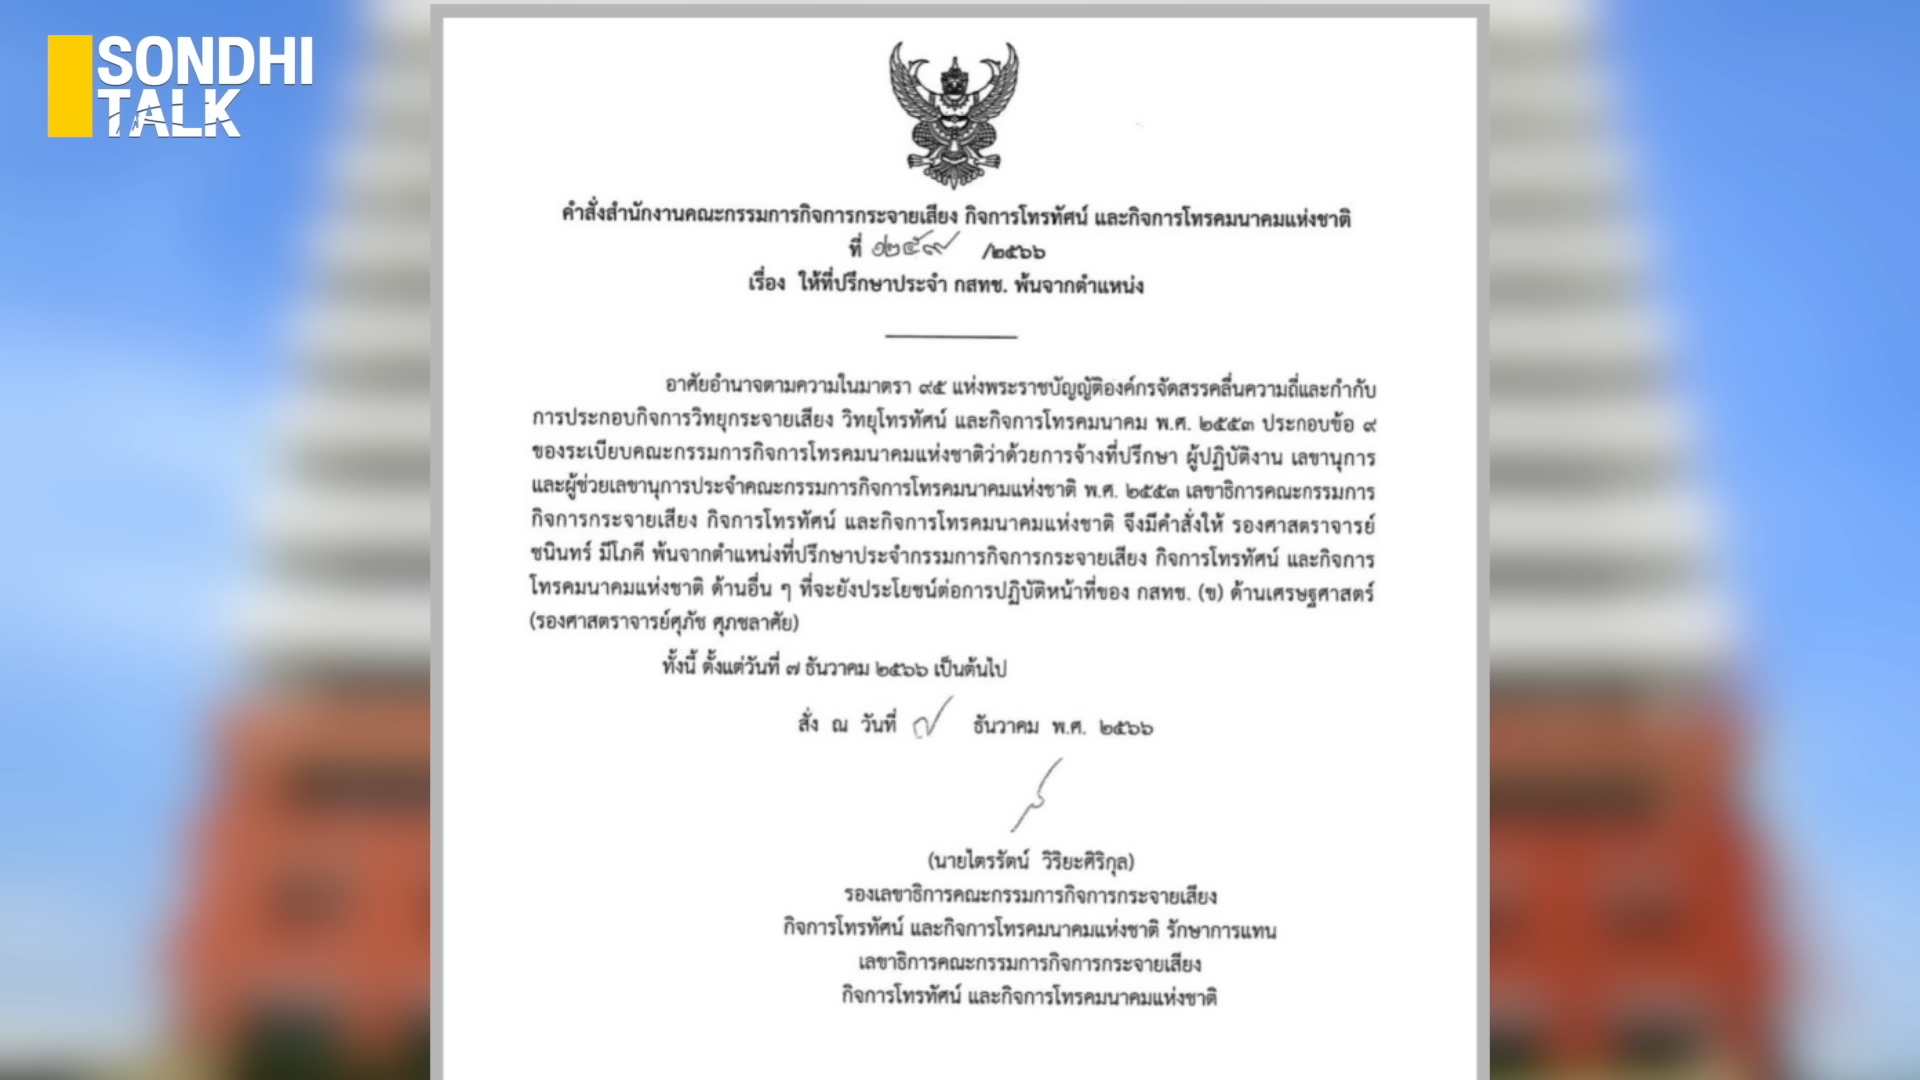 SONDHI
TALK
คำสั่งสำนักงานคณะกรรมการกิจการกระจายเสียง กิจการโทรทัศน์ และกิจการโทรคมนาคมแห่งชาติ
ที่ ๑๒๔๙ /๒๕๖๖
เรื่อง ให้ที่ปรึกษาประจำ กสทช. พ้นจากตำแหน่ง
อาศัยอำนาจตามความในมาตรา ๙๕ แห่งพระราชบัญญัติองค์กรจัดสรรคลื่นความถี่และกำกับ
การประกอบกิจการวิทยุกระจายเสียง วิทยุโทรทัศน์ และกิจการโทรคมนาคม พ.ศ. ๒๕๕๓ ประกอบข้อ ๙
ของระเบียบคณะกรรมการกิจการโทรคมนาคมแห่งชาติว่าด้วยการจ้างที่ปรึกษา ผู้ปฏิบัติงาน เลขานุการ
และผู้ช่วยเลขานุการประจำคณะกรรมการกิจการโทรคมนาคมแห่งชาติ พ.ศ. ๒๕๕๓ เลขาธิการคณะกรรมการ
กิจการกระจายเสียง กิจการโทรทัศน์ และกิจการโทรคมนาคมแห่งชาติ จึงมีคำสั่งให้ รองศาสตราจารย์
ชนินทร์ มีโภคี พ้นจากตำแหน่งที่ปรึกษาประจำกรรมการกิจการกระจายเสียง กิจการโทรทัศน์ และกิจการ
โทรคมนาคมแห่งชาติ ด้านอื่น ๆ ที่จะยังประโยชน์ต่อการปฏิบัติหน้าที่ของ กสทช. (ข) ด้านเศรษฐศาสตร์
(รองศาสตราจารย์ศุภัช ศุภชลาศัย)
ทั้งนี้ ตั้งแต่วันที่ ๗ ธันวาคม ๒๕๖๖ เป็นต้นไป
สั่ง ณ วันที่ ๗ ธันวาคม พ.ศ. ๒๕๖๖
(นายไตรรัตน์ วิริยะศิริกุล)
รองเลขาธิการคณะกรรมการกิจการกระจายเสียง
กิจการโทรทัศน์ และกิจการโทรคมนาคมแห่งชาติ รักษาการแทน
เลขาธิการคณะกรรมการกิจการกระจายเสียง
กิจการโทรทัศน์ และกิจการโทรคมนาคมแห่งชาติ